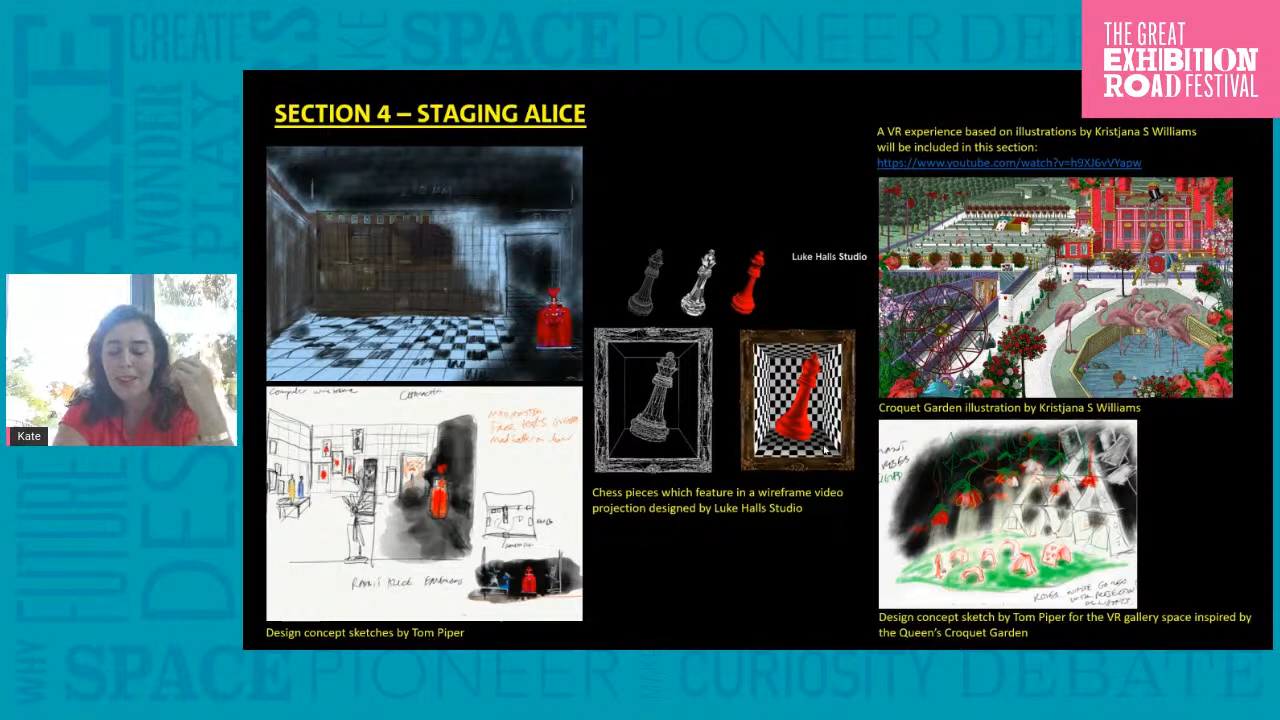 THE GREAT
EXHIBITION
ROAD FESTIVAL
CREATE
SPACE PIONEER DE
WONDER
PLAY
WHY
FUTURE
SPACE PIONEER
CURIOSITY DEBATE
SECTION 4 – STAGING ALICE
Kate
Design concept sketches by Tom Piper
Luke Halls Studio
Chess pieces which feature in a wireframe video
projection designed by Luke Halls Studio
A VR experience based on illustrations by Kristjana S Williams
will be included in this section:
https://www.youtube.com/watch?v=h9XJ6vVYapw
Croquet Garden illustration by Kristjana S Williams
Design concept sketch by Tom Piper for the VR gallery space inspired by
the Queen's Croquet Garden